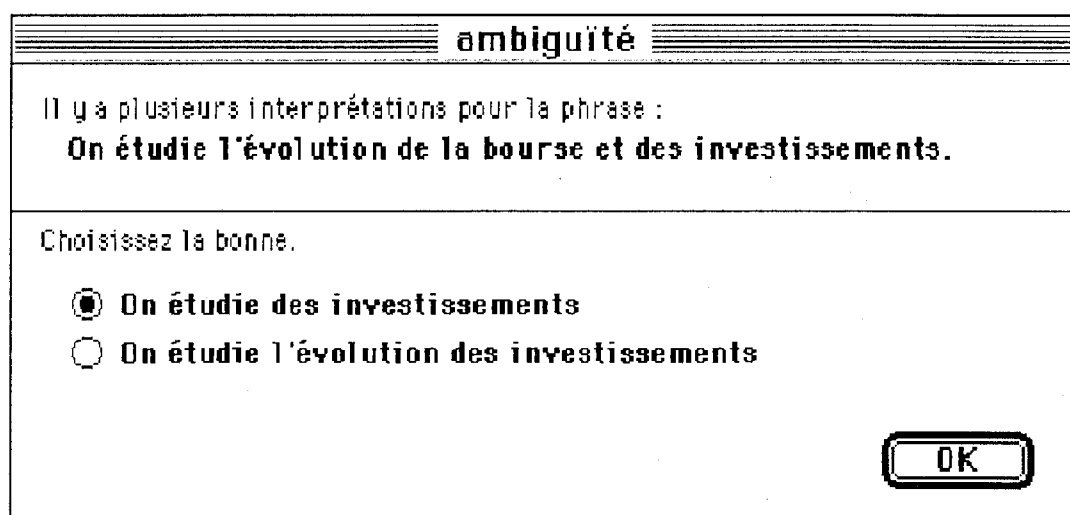 ambiguïté
Il y a plusieurs interprétations pour la phrase :
On étudie l'évolution de la bourse et des investissements.
Choisissez la bonne.
On étudie des investissements
On étudie l'évolution des investissements
OK